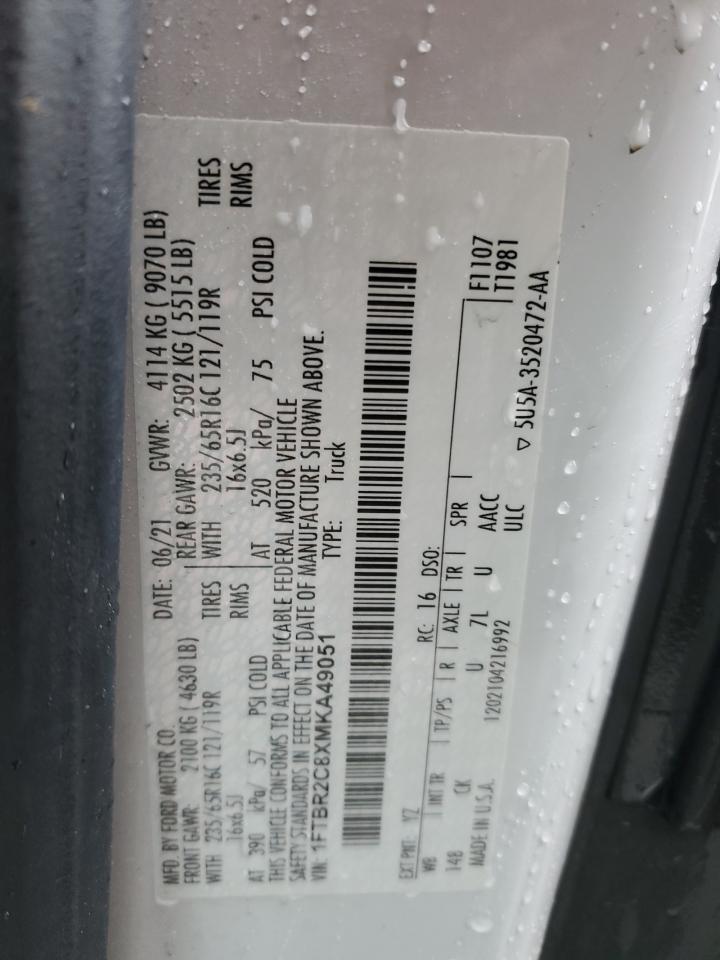 MFD. BY FORD MOTOR CO.
DATE: 06/21 GVWR: 4114 KG ( 9070 LB)
FRONT GAWR: 2100 KG ( 4630 LB) REAR GAWR: 2502 KG ( 5515 LB)
WITH 235/65R16C 121/119R TIRES WITH 235/65R16C 121/119R TIRES
16x6.5J RIMS 16x6.5J RIMS
AT 390 kPa/ 57 PSI COLD AT 520 kPa/ 75 PSI COLD
THIS VEHICLE CONFORMS TO ALL APPLICABLE FEDERAL MOTOR VEHICLE
SAFETY STANDARDS IN EFFECT ON THE DATE OF MANUFACTURE SHOWN ABOVE.
VIN: 1FTBR2C8XMKA49051 TYPE: Truck
EXT PNT: YZ RC: 16 DSO:
WB INT TR TP/PS R AXLE TR SPR F1107
148 CK U 7L U AACC T1981
MADE IN U.S.A. 1202104216992 ULC
▽ 5U5A-3520472-AA